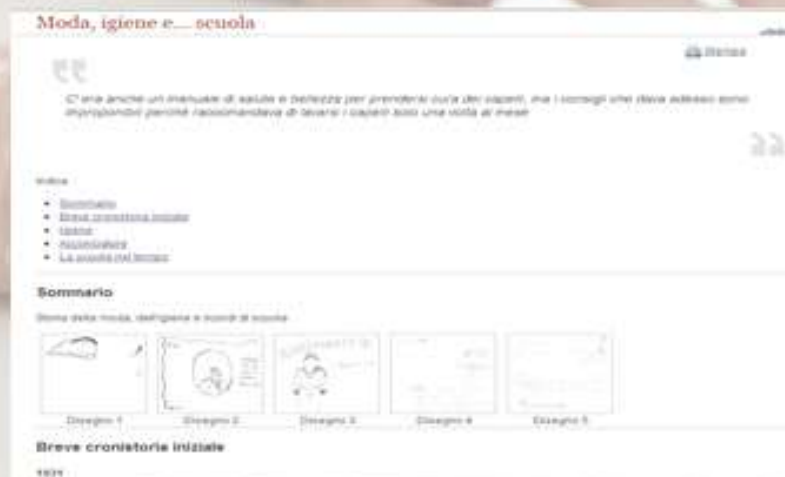 Moda, igiene e... scuola
Stampa
C'era anche un manuale di salute e bellezza per prendersi cura dei capelli, ma i consigli che dava adesso sono
improponibili perché raccomandava di lavarsi i capelli solo una volta al mese
Indice
Sommario
Breve cronistoria iniziale
Igiene
Acconciature
La scuola nel tempo
Sommario
Storia della moda, dell'igiene e ricordi di scuola
Disegno 1
Disegno 2
Disegno 3
Disegno 4
Disegno 5
Breve cronistoria iniziale